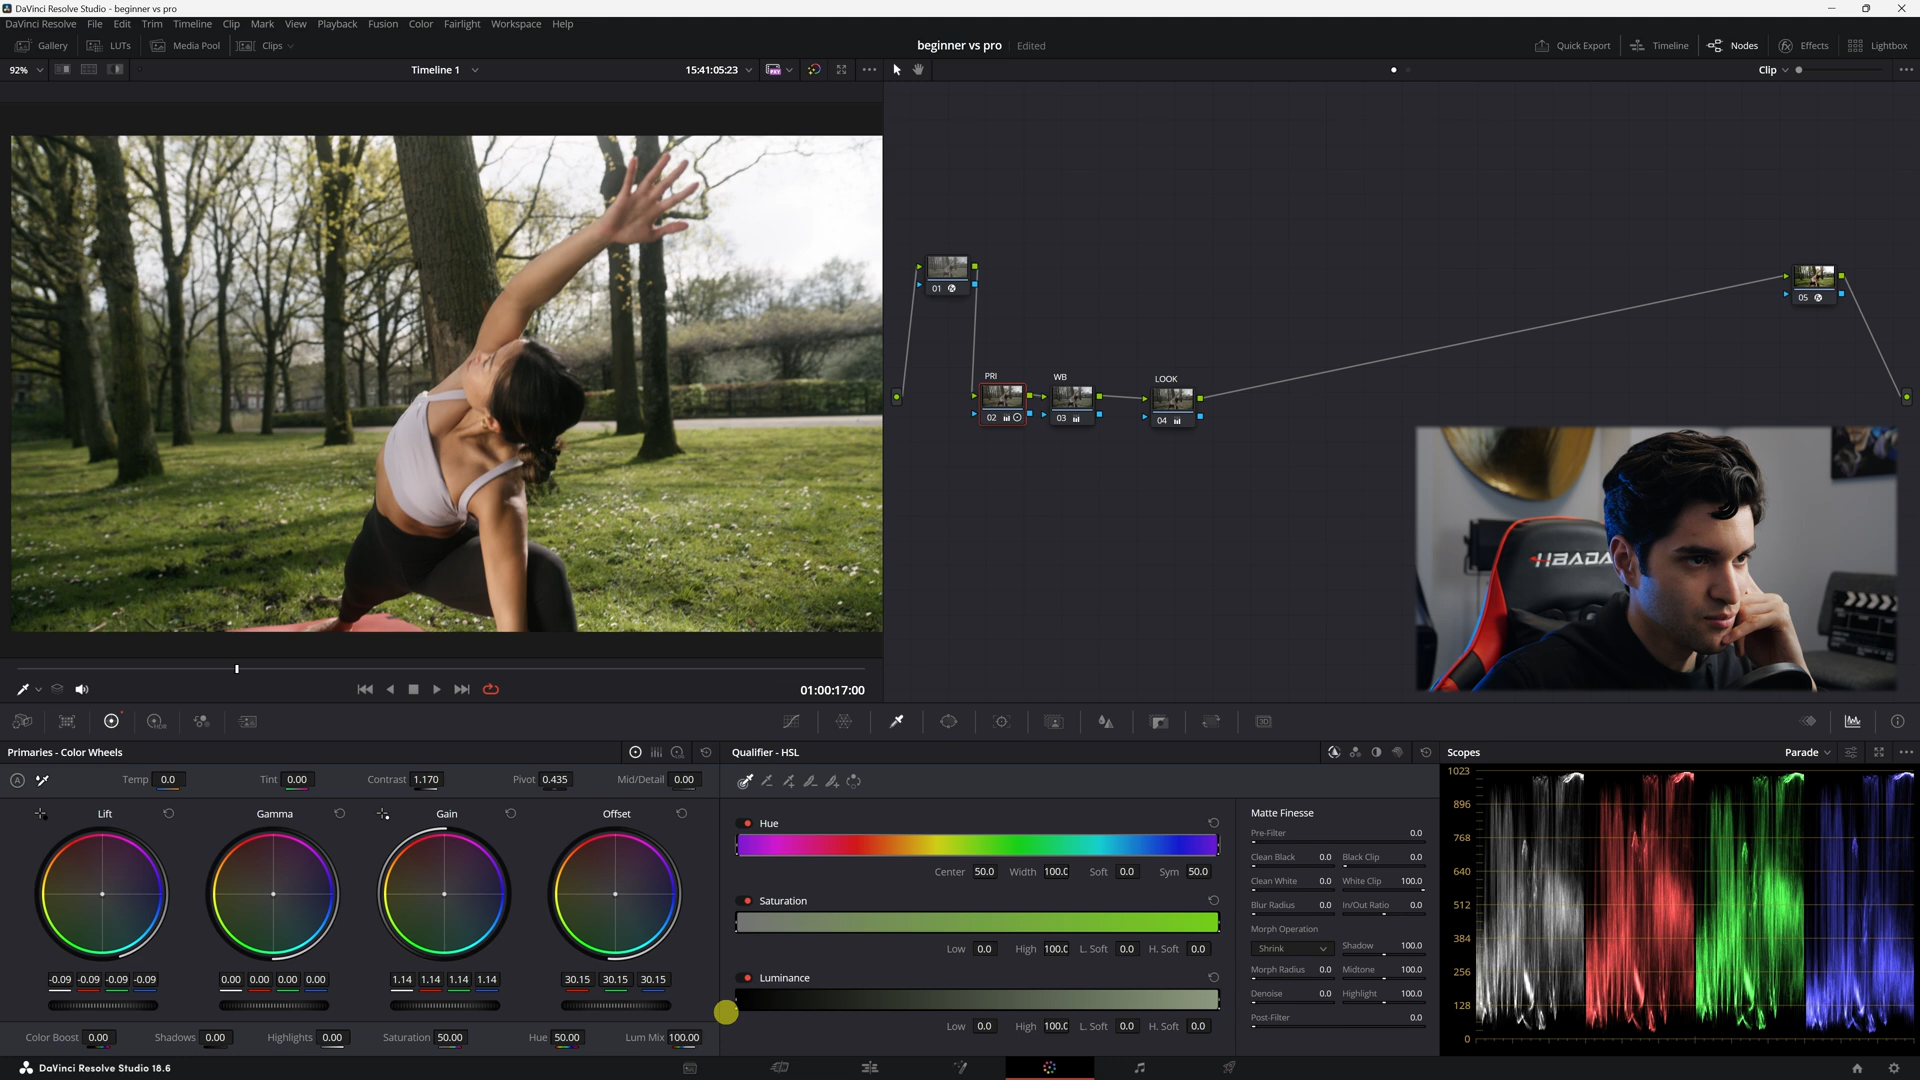 DaVinci Resolve Studio - beginner vs pro
DaVinci Resolve File Edit Trim Timeline Clip Mark View Playback Fusion Color Fairlight Workspace Help
Gallery LUTs Media Pool Clips beginner vs pro Edited Quick Export Timeline Nodes Effects Lightbox
92% Timeline 1 15:41:05:23 Clip
01
05
PRI WB LOOK
02 03 04
HBADA
01:00:17:00
HDR
3D
Primaries - Color Wheels Qualifier - HSL Scopes Parade
A Temp 0.0 Tint 0.00 Contrast 1.170 Pivot 0.435 Mid/Detail 0.00
Lift Gamma Gain Offset
-0.09 -0.09 -0.09 -0.09 0.00 0.00 0.00 0.00 1.14 1.14 1.14 1.14 30.15 30.15 30.15
Color Boost 0.00 Shadows 0.00 Highlights 0.00 Saturation 50.00 Hue 50.00 Lum Mix 100.00
Hue
Center 50.0 Width 100.0 Soft 0.0 Sym 50.0
Saturation
Low 0.0 High 100.0 L. Soft 0.0 H. Soft 0.0
Luminance
Low 0.0 High 100.0 L. Soft 0.0 H. Soft 0.0
Matte Finesse
Pre-Filter 0.0
Clean Black 0.0 Black Clip 0.0
Clean White 0.0 White Clip 100.0
Blur Radius 0.0 In/Out Ratio 0.0
Morph Operation
Shrink Shadow 100.0
Morph Radius 0.0 Midtone 100.0
Denoise 0.0 Highlight 100.0
Post-Filter 0.0
1023
896
768
640
512
384
256
128
0
DaVinci Resolve Studio 18.6